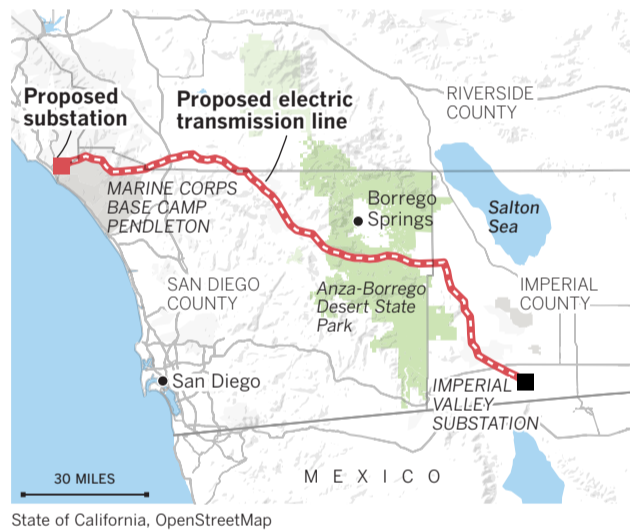 Proposed
substation
Proposed electric
transmission line
RIVERSIDE
COUNTY
MARINE CORPS
BASE CAMP
PENDLETON
Borrego
Springs
Salton
Sea
SAN DIEGO
COUNTY
Anza-Borrego
Desert State
Park
IMPERIAL
COUNTY
San Diego
IMPERIAL
VALLEY
SUBSTATION
30 MILES
MEXICO
State of California, OpenStreetMap